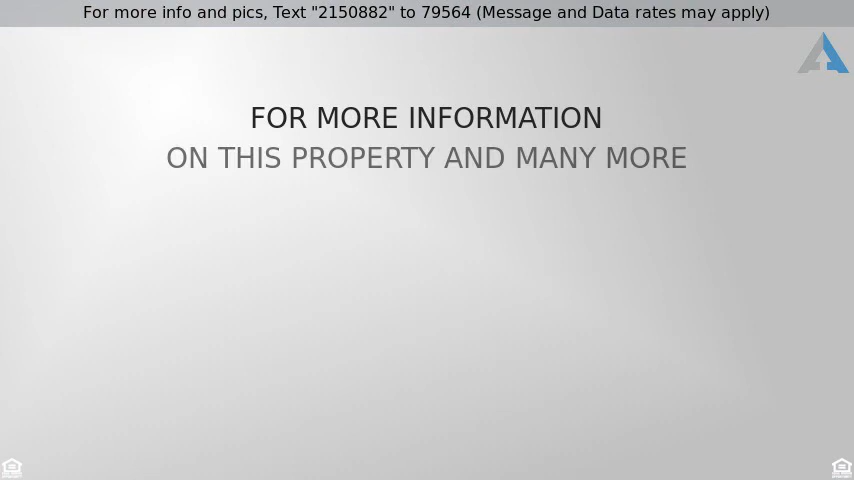 For more info and pics, Text "2150882" to 79564 (Message and Data rates may apply)
FOR MORE INFORMATION
ON THIS PROPERTY AND MANY MORE